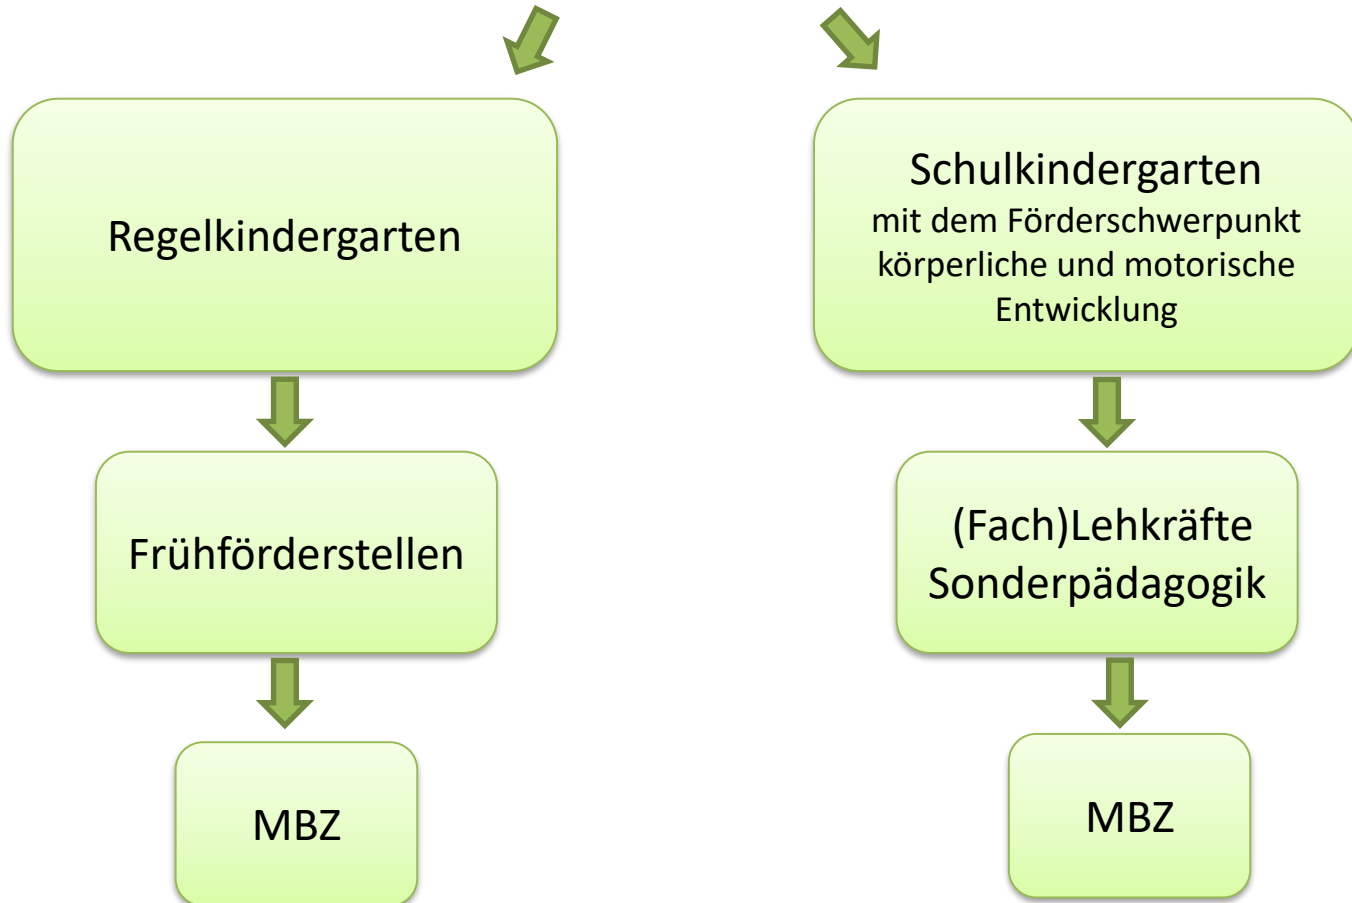 Regelkindergarten
Schulkindergarten
mit dem Förderschwerpunkt
körperliche und motorische
Entwicklung
Frühförderstellen
(Fach)Lehkräfte
Sonderpädagogik
MBZ
MBZ